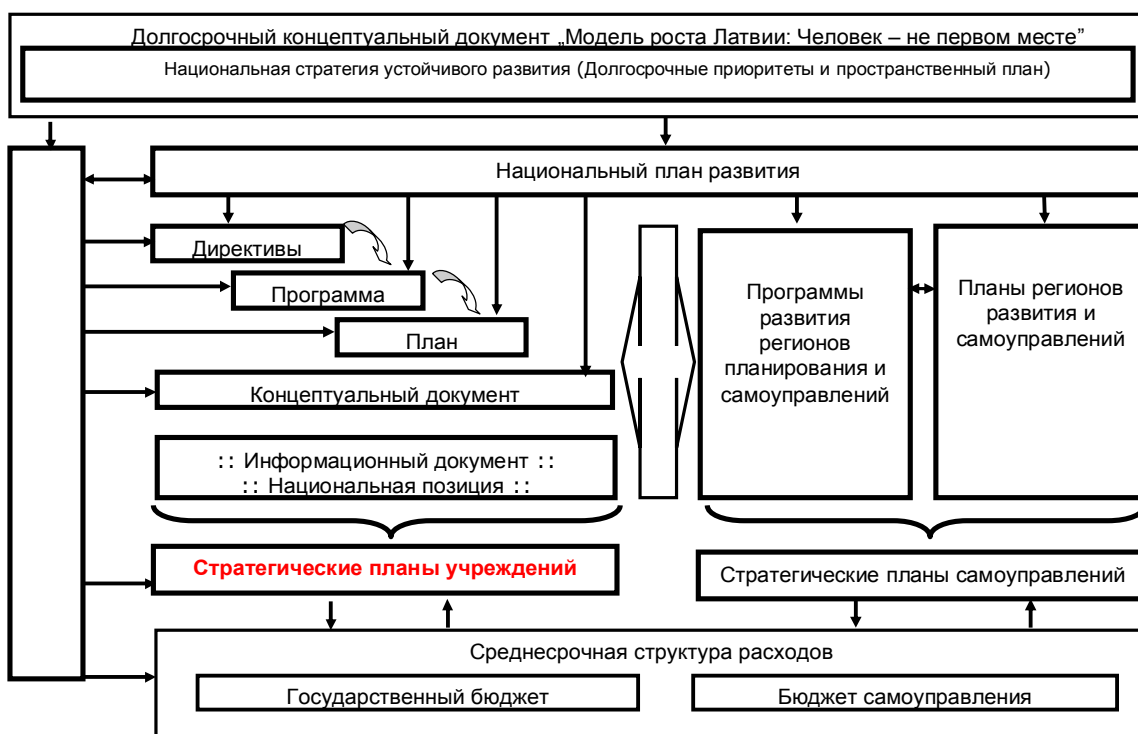 Долгосрочный концептуальный документ „Модель роста Латвии: Человек – не первом месте”
Национальная стратегия устойчивого развития (Долгосрочные приоритеты и пространственный план)
Национальный план развития
Директивы
Программа
План
Концептуальный документ
:: Информационный документ ::
:: Национальная позиция ::
Программы
развития
регионов
планирования и
самоуправлений
Планы регионов
развития и
самоуправлений
Стратегические планы учреждений
Стратегические планы самоуправлений
Среднесрочная структура расходов
Государственный бюджет
Бюджет самоуправления